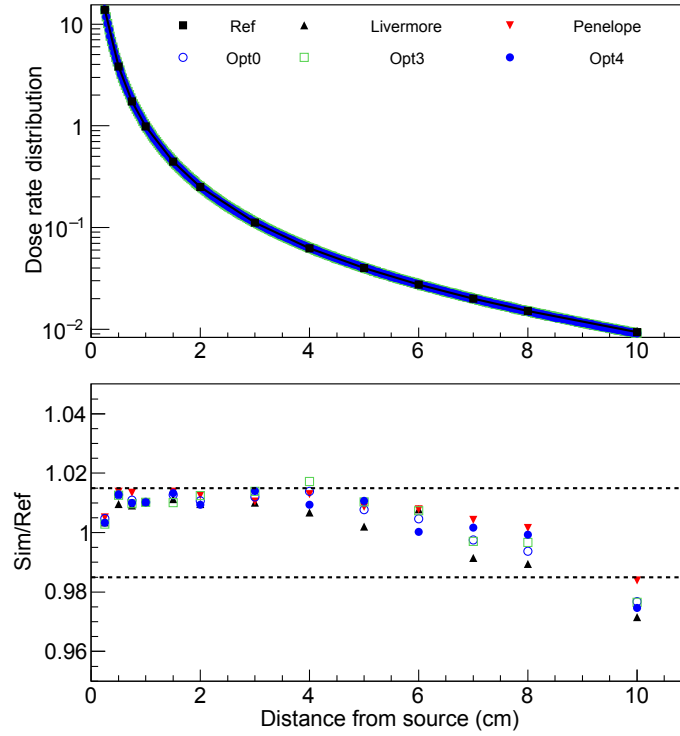 Ref Livermore Penelope
Opt0 Opt3 Opt4
Dose rate distribution
10
1
10⁻¹
10⁻²
0 2 4 6 8 10
Sim/Ref
1.04
1.02
1
0.98
0.96
0 2 4 6 8 10
Distance from source (cm)